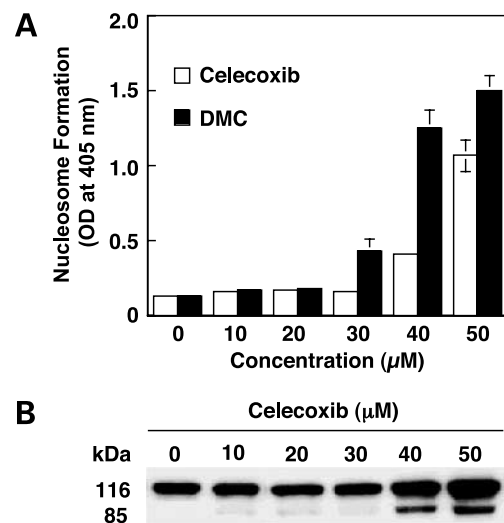 A
2.0
1.5
1.0
0.5
0
Nucleosome Formation
(OD at 405 nm)
Celecoxib
DMC
0 10 20 30 40 50
Concentration (µM)
B
Celecoxib (µM)
kDa 0 10 20 30 40 50
116
85